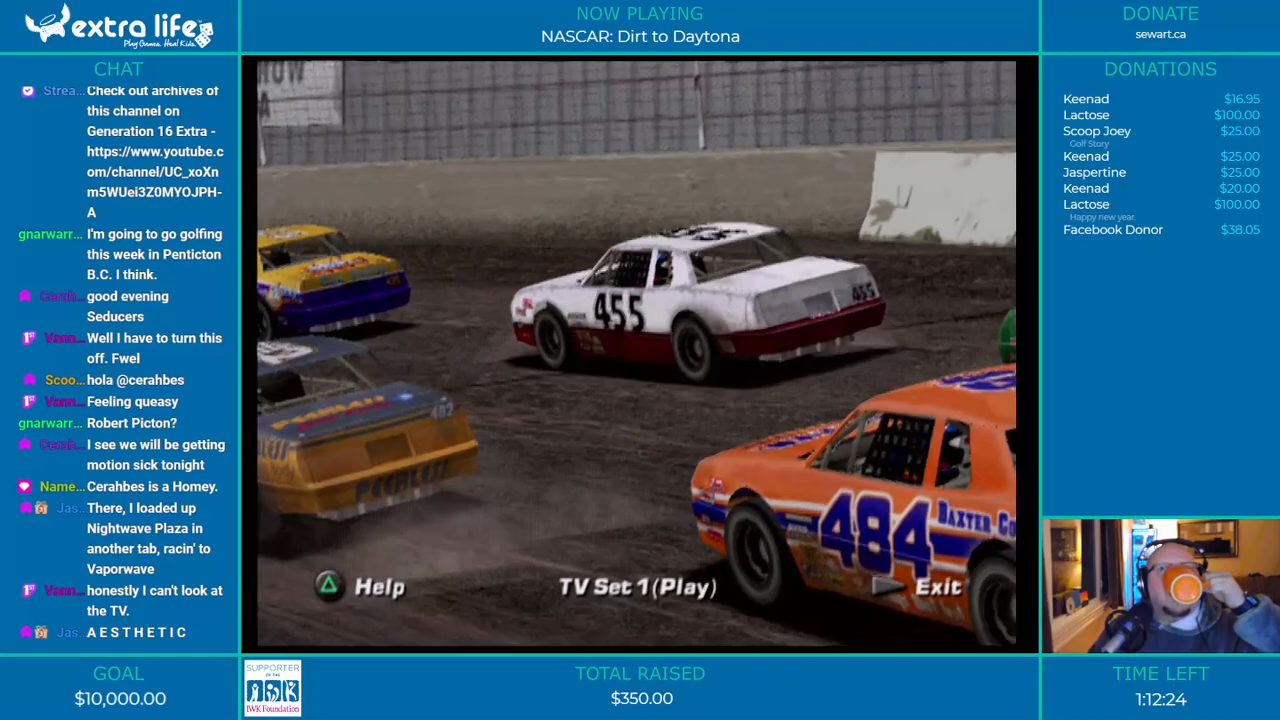 extra life
Play Games. Heal Kids.
NOW PLAYING
NASCAR: Dirt to Daytona
DONATE
sewart.ca
CHAT
Strea... Check out archives of
this channel on
Generation 16 Extra -
https://www.youtube.c
om/channel/UC_xoXn
m5WUei3Z0MYOJPH-
A
gnarwarr... I'm going to go golfing
this week in Penticton
B.C. I think.
Cerah... good evening
Seducers
Vann... Well I have to turn this
off. Fwel
Scoo... hola @cerahbes
Vann... Feeling queasy
gnarwarr... Robert Picton?
Cerah... I see we will be getting
motion sick tonight
Name... Cerahbes is a Homey.
Jas... There, I loaded up
Nightwave Plaza in
another tab, racin' to
Vaporwave
Vann... honestly I can't look at
the TV.
Jas... A E S T H E T I C
455
455
402
484
BAXTER CO
Help
TV Set 1(Play)
Exit
DONATIONS
Keenad $16.95
Lactose $100.00
Scoop Joey $25.00
Golf Story
Keenad $25.00
Jaspertine $25.00
Keenad $20.00
Lactose $100.00
Happy new year.
Facebook Donor $38.05
GOAL
$10,000.00
SUPPORTER
OF THE
IWK Foundation
TOTAL RAISED
$350.00
TIME LEFT
1:12:24